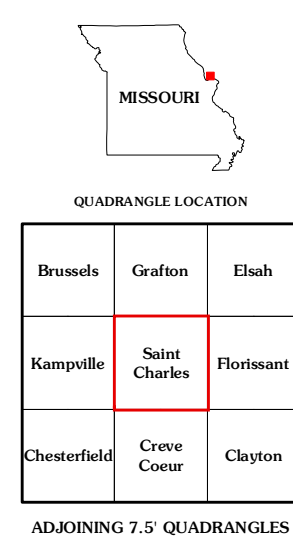 MISSOURI
QUADRANGLE LOCATION
Brussels
Grafton
Elsah
Kampville
Saint
Charles
Florissant
Chesterfield
Creve
Coeur
Clayton
ADJOINING 7.5' QUADRANGLES